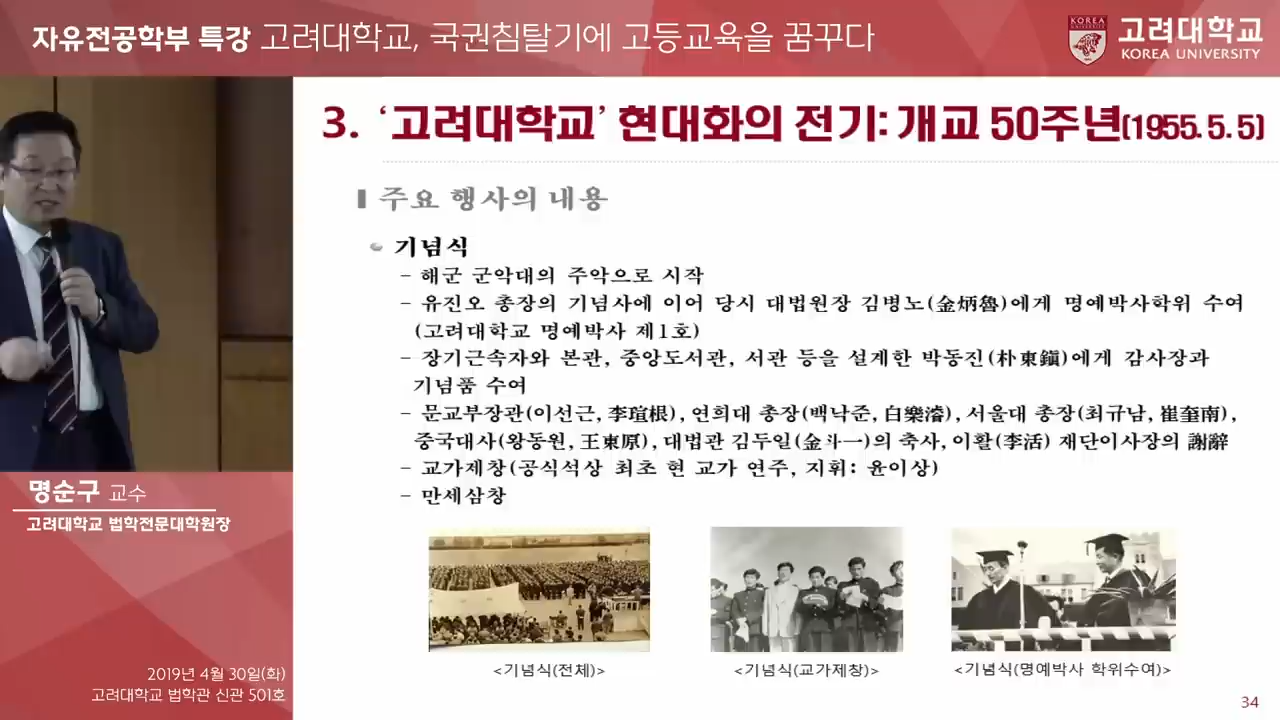 자유전공학부 특강 고려대학교, 국권침탈기에 고등교육을 꿈꾸다
KOREA
UNIVERSITY
고려대학교
KOREA UNIVERSITY
3. ‘고려대학교’ 현대화의 전기: 개교 50주년(1955. 5. 5)
주요 행사의 내용
기념식
– 해군 군악대의 주악으로 시작
– 유진오 총장의 기념사에 이어 당시 대법원장 김병노(金炳魯)에게 명예박사학위 수여
(고려대학교 명예박사 제1호)
– 장기근속자와 본관, 중앙도서관, 서관 등을 설계한 박동진(朴東鎭)에게 감사장과
기념품 수여
– 문교부장관(이선근, 李瑄根), 연희대 총장(백낙준, 白樂濬), 서울대 총장(최규남, 崔奎南),
중국대사(왕동원, 王東原), 대법관 김두일(金斗一)의 축사, 이활(李活) 재단이사장의 謝辭
– 교가제창(공식석상 최초 현 교가 연주, 지휘: 윤이상)
– 만세삼창
<기념식(전체)>
<기념식(교가제창)>
<기념식(명예박사 학위수여)>
명순구 교수
고려대학교 법학전문대학원장
2019년 4월 30일(화)
고려대학교 법학관 신관 501호
34